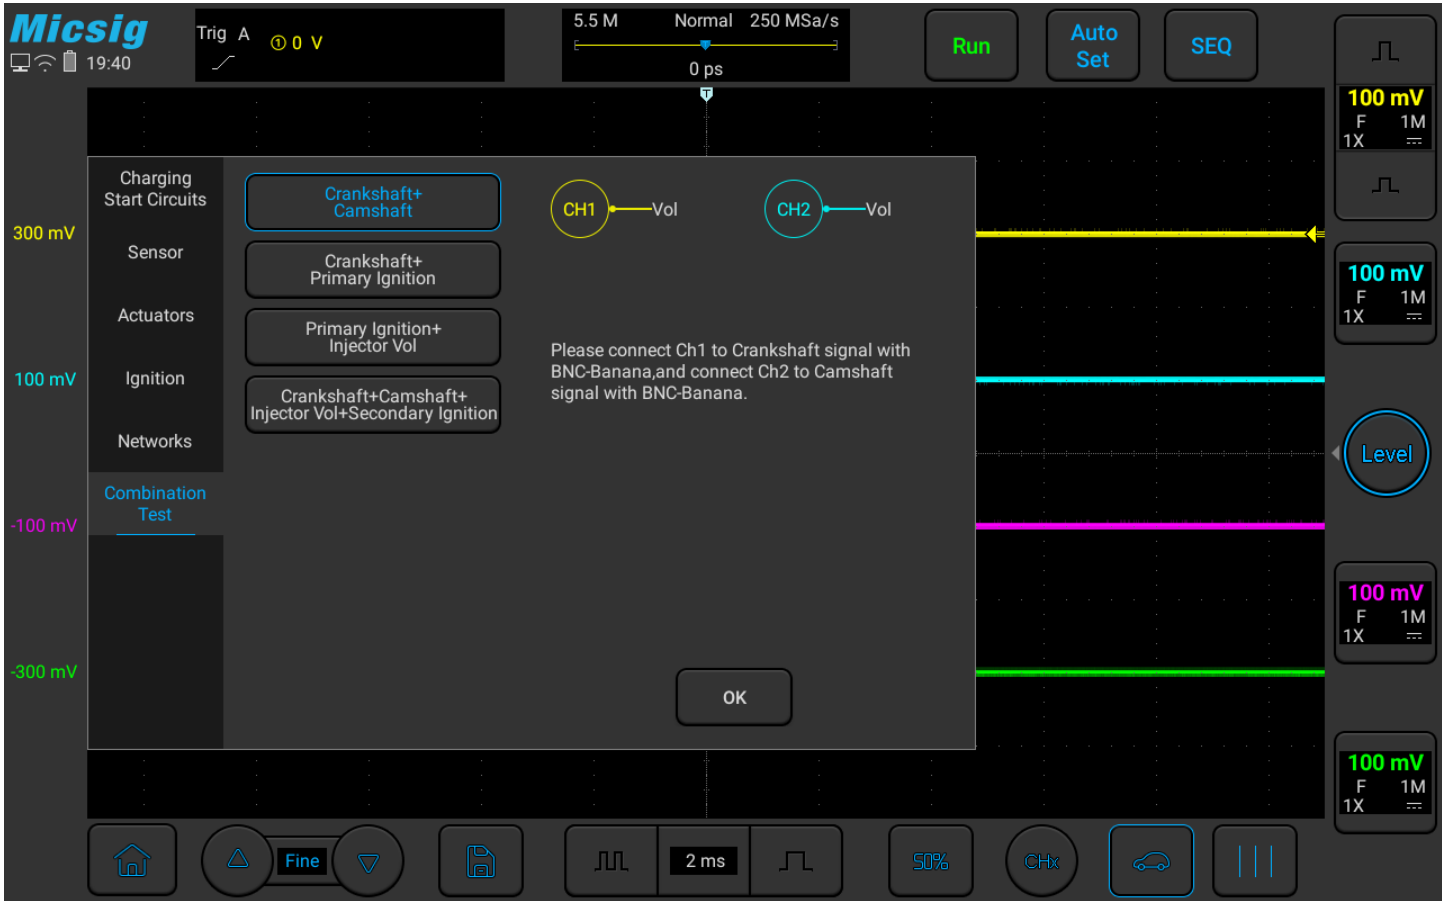 Micsig
19:40
Trig A
① 0 V
5.5 M Normal 250 MSa/s
0 ps
Run
Auto
Set
SEQ
T
100 mV
F 1M
1X
Charging
Start Circuits
Sensor
Actuators
Ignition
Networks
Combination
Test
Crankshaft+
Camshaft
Crankshaft+
Primary Ignition
Primary Ignition+
Injector Vol
Crankshaft+Camshaft+
Injector Vol+Secondary Ignition
CH1 Vol
CH2 Vol
Please connect Ch1 to Crankshaft signal with
BNC-Banana,and connect Ch2 to Camshaft
signal with BNC-Banana.
OK
300 mV
100 mV
-100 mV
-300 mV
100 mV
F 1M
1X
Level
100 mV
F 1M
1X
100 mV
F 1M
1X
Fine
2 ms
50%
CHx